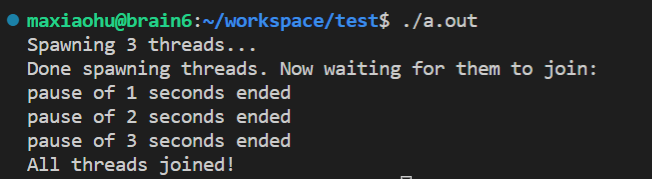 maxiaohu@brain6:~/workspace/test$ ./a.out
Spawning 3 threads...
Done spawning threads. Now waiting for them to join:
pause of 1 seconds ended
pause of 2 seconds ended
pause of 3 seconds ended
All threads joined!